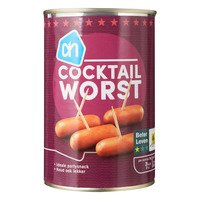 ah
COCKTAIL
WORST
• Ideale partysnack
• Koud ook lekker
Beter
Leven